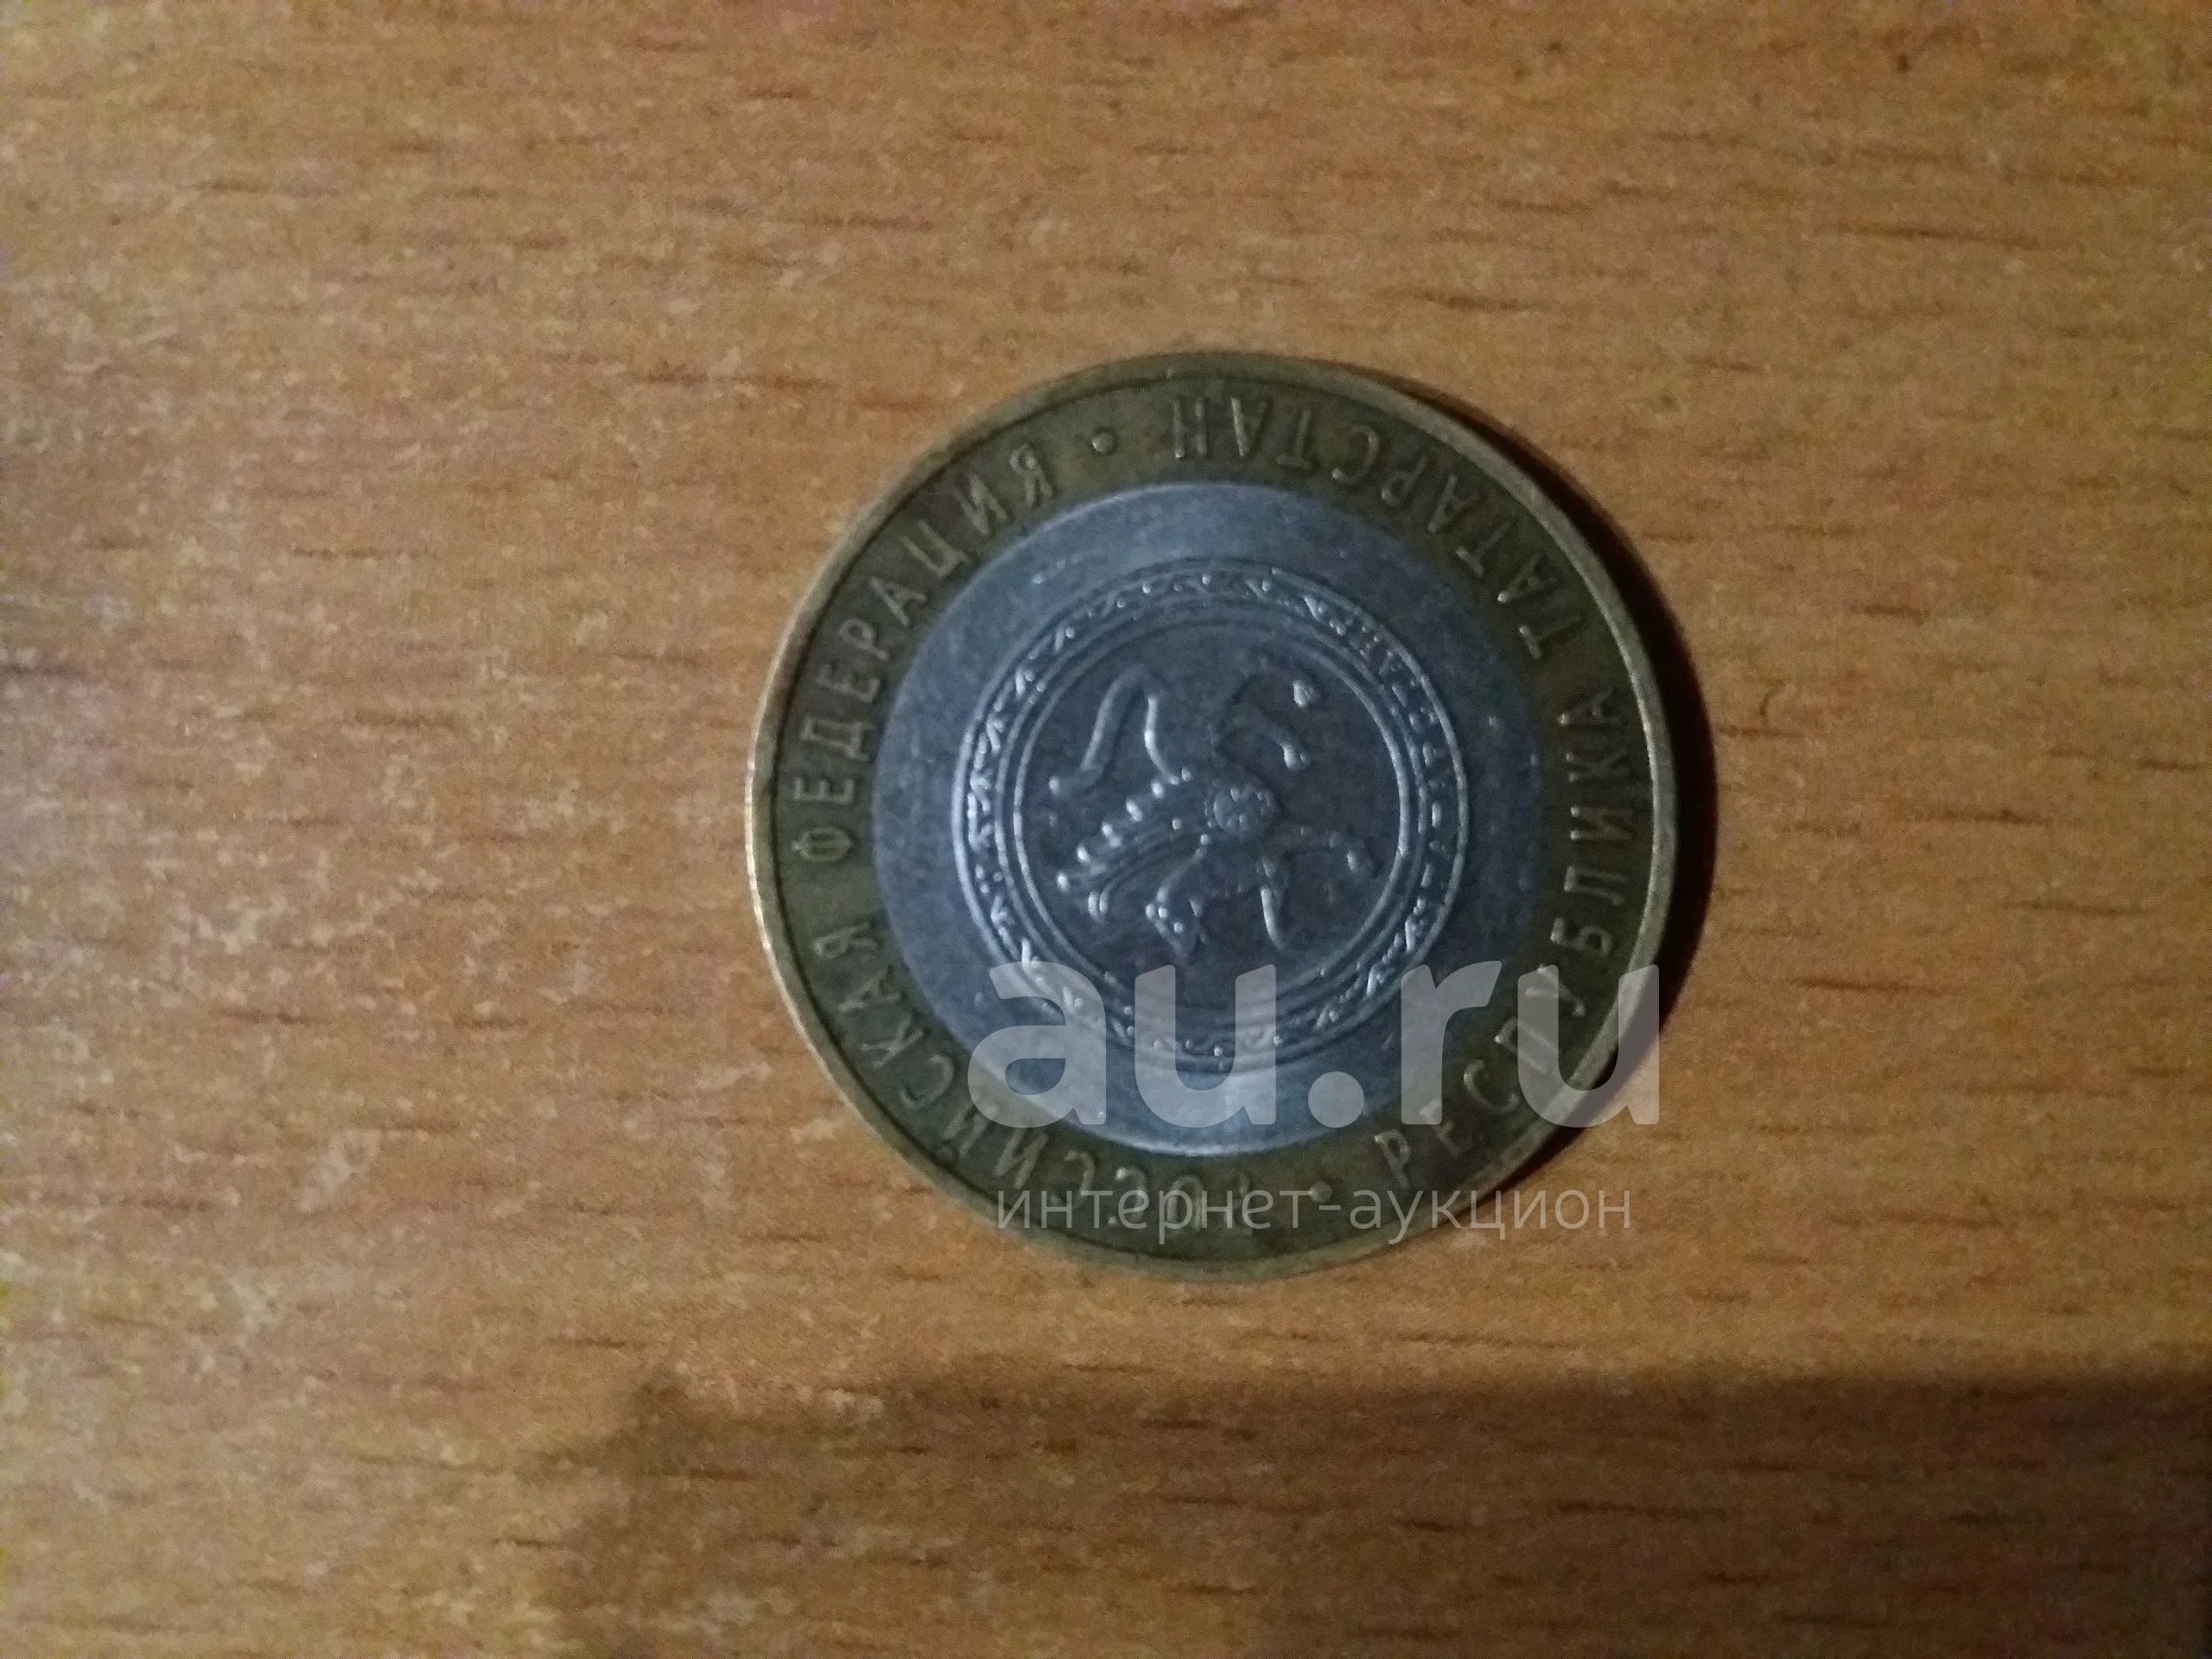 РОССИЙСКАЯ ФЕДЕРАЦИЯ • РЕСПУБЛИКА ТАТАРСТАН •
au.ru
интернет-аукцион